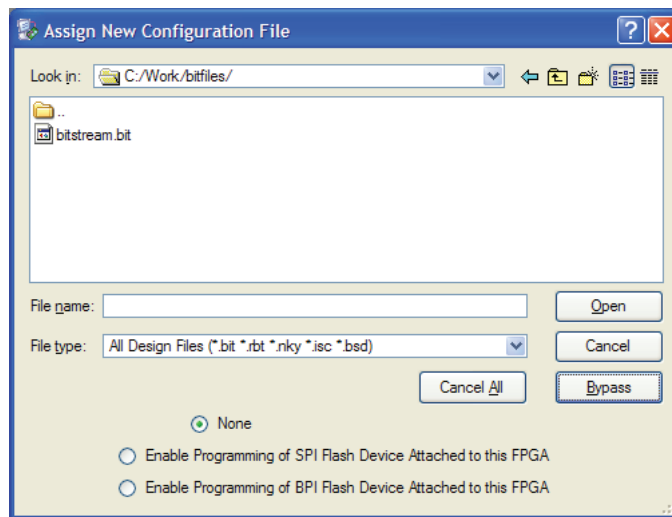 Assign New Configuration File
Look in: C:/Work/bitfiles/
..
bitstream.bit
File name: Open
File type: All Design Files (*.bit *.rbt *.nky *.isc *.bsd) Cancel
Cancel All Bypass
None
Enable Programming of SPI Flash Device Attached to this FPGA
Enable Programming of BPI Flash Device Attached to this FPGA